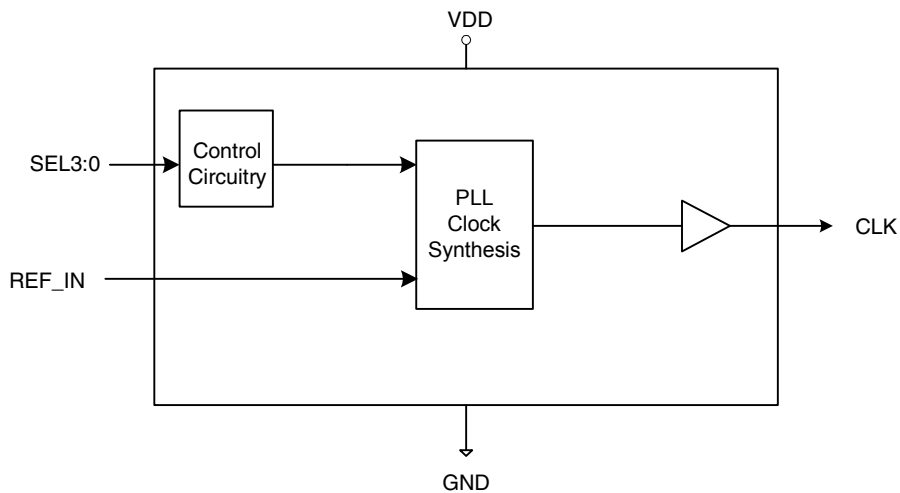 VDD
SEL3:0
Control
Circuitry
PLL
Clock
Synthesis
CLK
REF_IN
GND